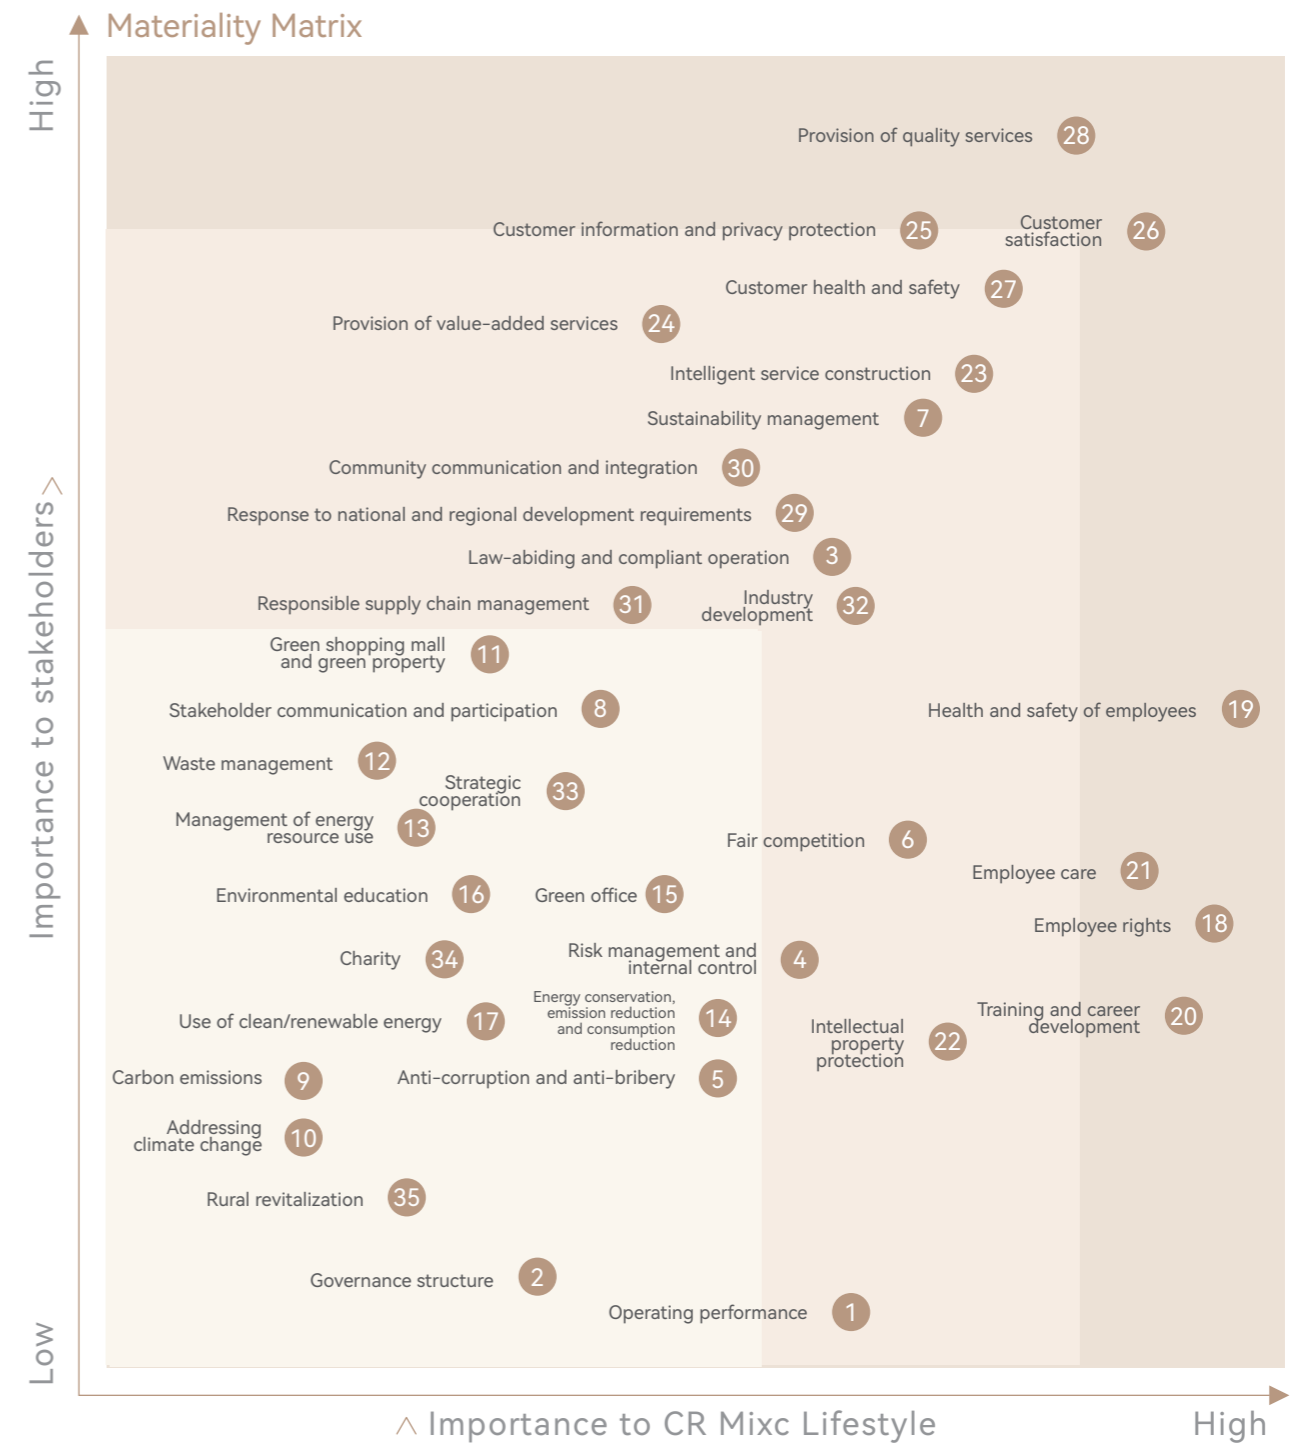 Materiality Matrix
High
Importance to stakeholders >
Low
Provision of quality services 28
Customer information and privacy protection 25
Customer
satisfaction 26
Customer health and safety 27
Provision of value-added services 24
Intelligent service construction 23
Sustainability management 7
Community communication and integration 30
Response to national and regional development requirements 29
Law-abiding and compliant operation 3
Responsible supply chain management 31
Industry
development 32
Green shopping mall
and green property 11
Stakeholder communication and participation 8
Health and safety of employees 19
Waste management 12
Strategic
cooperation 33
Management of energy
resource use 13
Fair competition 6
Employee care 21
Environmental education 16
Green office 15
Employee rights 18
Charity 34
Risk management and
internal control 4
Energy conservation,
emission reduction
and consumption
reduction 14
Use of clean/renewable energy 17
Training and career
development 20
Intellectual
property
protection 22
Carbon emissions 9
Anti-corruption and anti-bribery 5
Addressing
climate change 10
Rural revitalization 35
Governance structure 2
Operating performance 1
Importance to CR Mixc Lifestyle
High